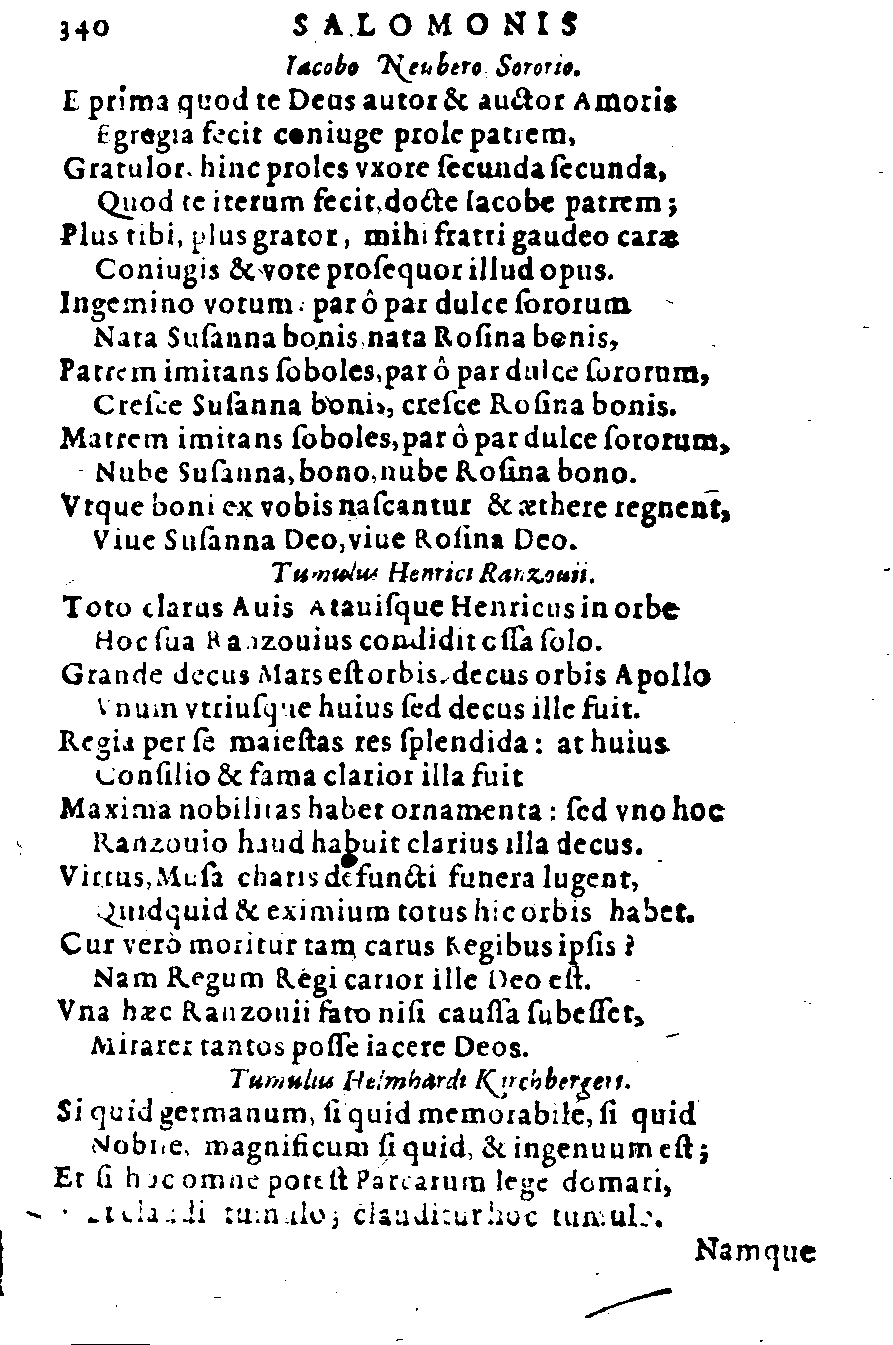 340 SALOMONIS
Iacobo Neubero Sororio.
E prima quod te Deus autor & auctor Amoris
Egregia fecit coniuge prole patrem,
Gratulor. hinc proles vxore ſecunda ſecunda,
Quod te iterum fecit, docte Iacobe patrem;
Plus tibi, plus grator, mihi fratri gaudeo caræ
Coniugis & vore proſequor illud opus.
Ingemino votum: par ô par dulce ſororum
Nata Suſanna bonis, nata Roſina bonis,
Patrem imitans ſoboles, par ô par dulce ſororum,
Creſce Suſanna bonis, creſce Roſina bonis.
Matrem imitans ſoboles, par ô par dulce ſororum,
Nube Suſanna, bono, nube Roſina bono.
Vtque boni ex vobis naſcantur & æthere regnent,
Viue Suſanna Deo, viue Roſina Deo.
Tumulus Henrici Ranzouii.
Toto clarus Auis Atauiſque Henricus in orbe
Hoc ſua Ranzouius condidit oſſa ſolo.
Grande decus Mars eſt orbis, decus orbis Apollo
Vnum vtriuſque huius ſed decus ille fuit.
Regia per ſe maieſtas res ſplendida: at huius
Conſilio & fama clarior illa fuit
Maxima nobilitas habet ornamenta: ſed vno hoc
Ranzouio haud habuit clarius illa decus.
Virtus, Muſa charis defuncti funera lugent,
Quidquid & eximium totus hic orbis habet.
Cur verò moritur tam carus Regibus ipſis?
Nam Regum Regi carior ille Deo eſt.
Vna hæc Ranzouii fato niſi cauſſa ſubeſſet,
Mirarer tantos poſſe iacere Deos.
Tumulus Helmhardi Kirchbergeri.
Si quid germanum, ſi quid memorabile, ſi quid
Nobile, magnificum ſi quid, & ingenuum eſt;
Et ſi hoc omne poteſt Parcarum lege domari,
claudi tumulo; clauditur hoc tumulo.
Namque